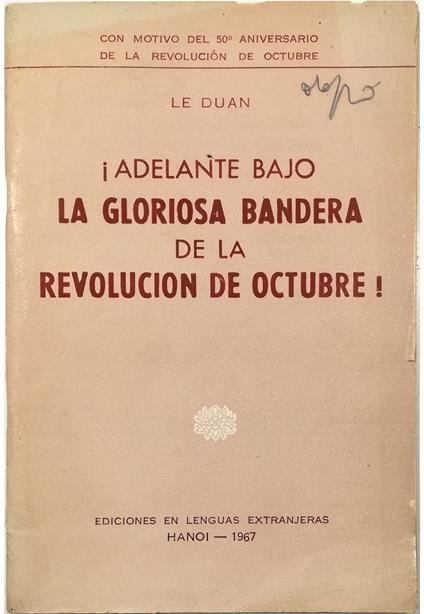 CON MOTIVO DEL 50º ANIVERSARIO
DE LA REVOLUCIÓN DE OCTUBRE
LE DUAN
¡ADELANTE BAJO
LA GLORIOSA BANDERA
DE LA
REVOLUCION DE OCTUBRE !
EDICIONES EN LENGUAS EXTRANJERAS
HANOI — 1967